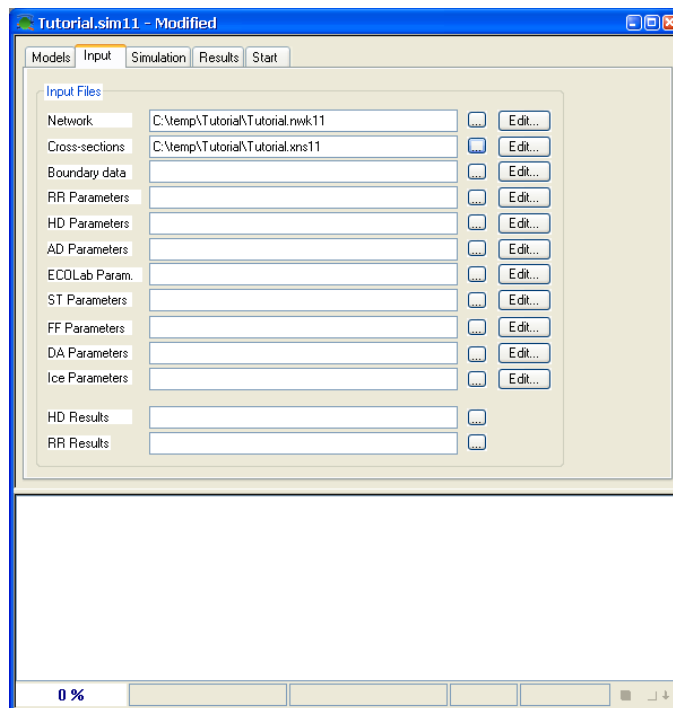 Tutorial.sim11 - Modified
Models Input Simulation Results Start
Input Files
Network C:\temp\Tutorial\Tutorial.nwk11 ... Edit...
Cross-sections C:\temp\Tutorial\Tutorial.xns11 ... Edit...
Boundary data ... Edit...
RR Parameters ... Edit...
HD Parameters ... Edit...
AD Parameters ... Edit...
ECOLab Param. ... Edit...
ST Parameters ... Edit...
FF Parameters ... Edit...
DA Parameters ... Edit...
Ice Parameters ... Edit...
HD Results ...
RR Results ...
0 %